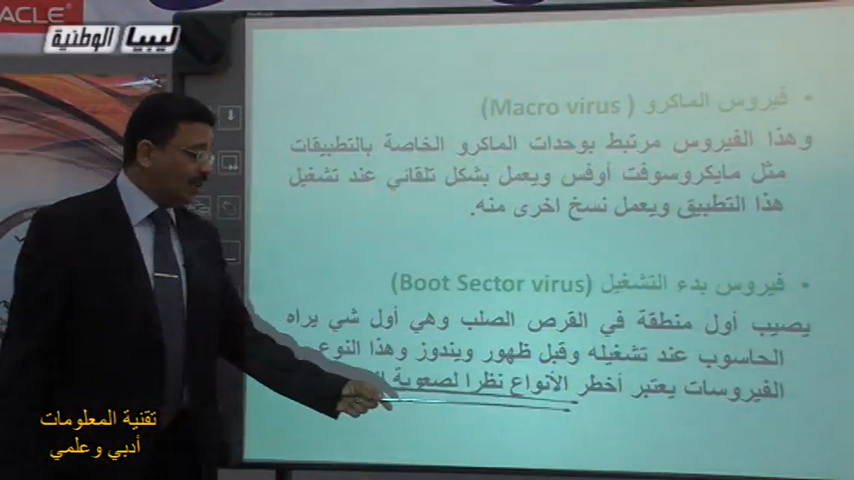 ACLE
ليبيا الوطنية
• فيروس الماكرو (Macro virus)
وهذا الفيروس مرتبط بوحدات الماكرو الخاصة بالتطبيقات
مثل مايكروسوفت أوفس ويعمل بشكل تلقائي عند تشغيل
هذا التطبيق ويعمل نسخ اخرى منه.
• فيروس بدء التشغيل (Boot Sector virus)
يصيب أول منطقة في القرص الصلب وهي أول شي يراه
الحاسوب عند تشغيله وقبل ظهور ويندوز وهذا النوع
الفيروسات يعتبر أخطر الأنواع نظرا لصعوبة
تقنية المعلومات
أدبي وعلمي